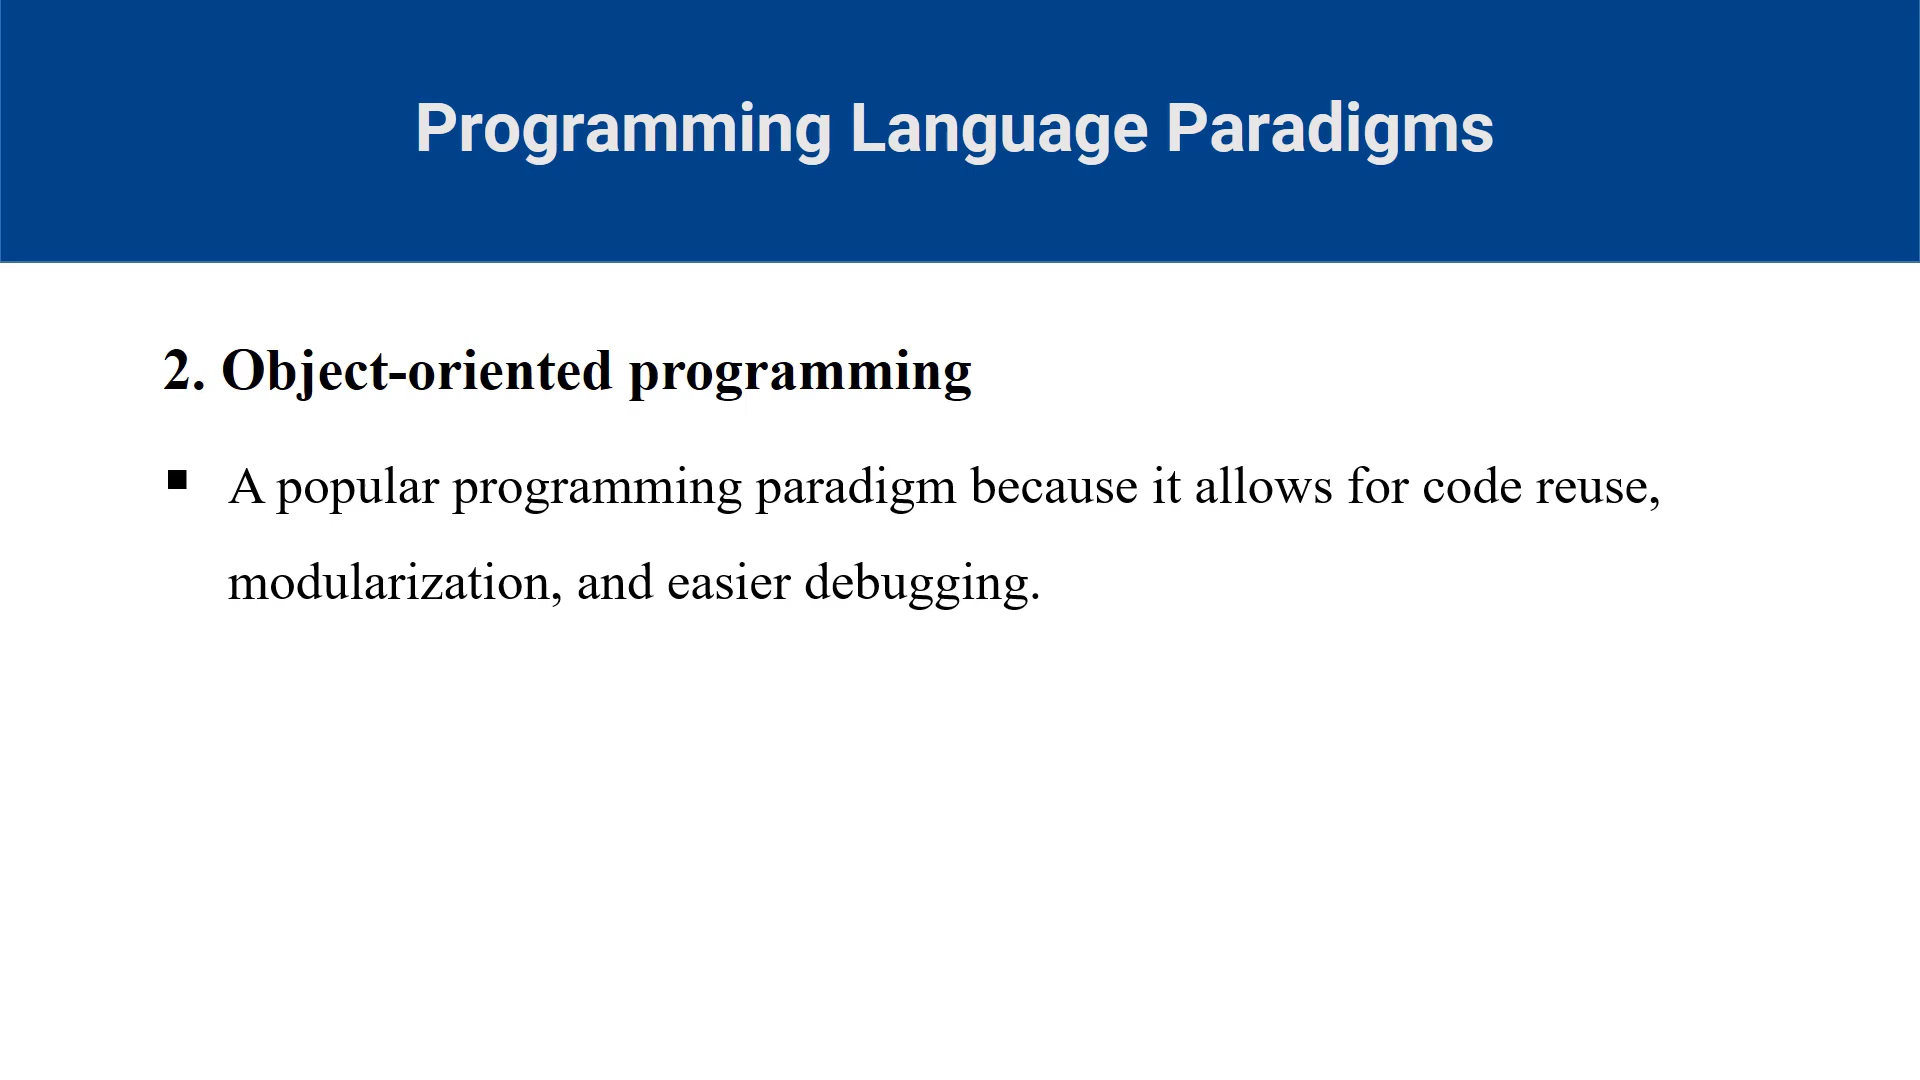 Programming Language Paradigms
2. Object-oriented programming
▪ A popular programming paradigm because it allows for code reuse,
modularization, and easier debugging.